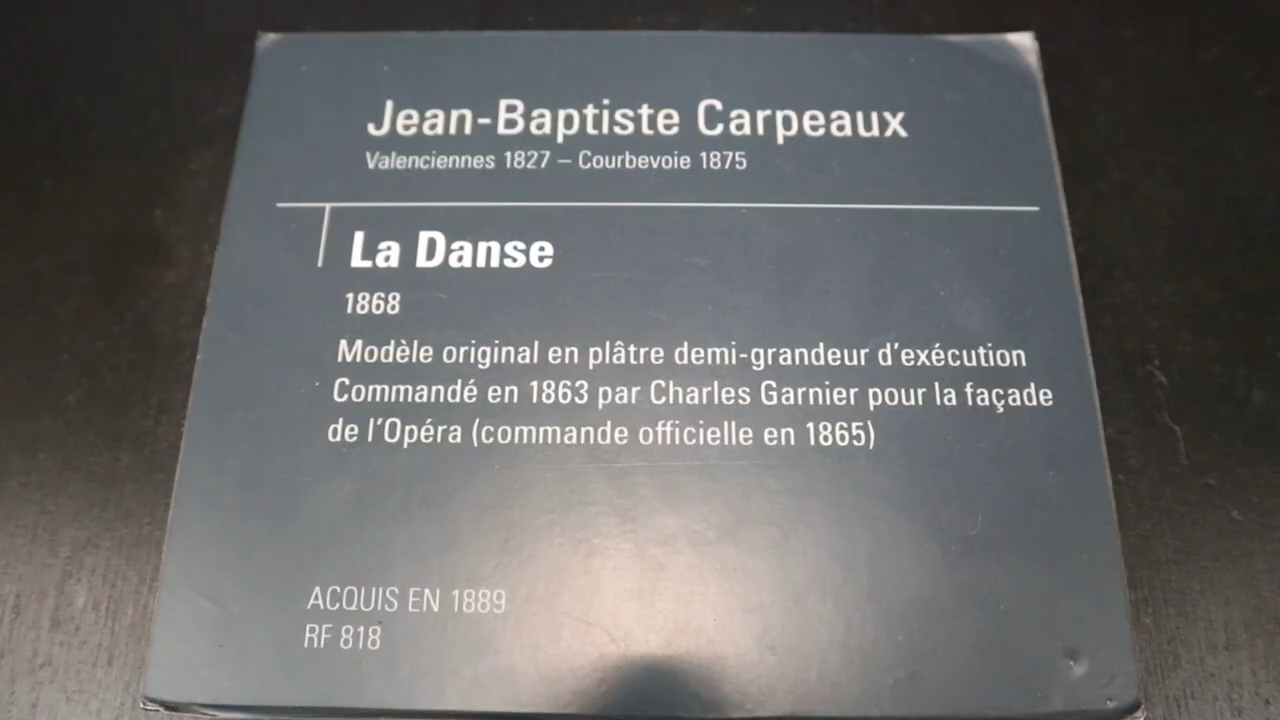 Jean-Baptiste Carpeaux
Valenciennes 1827 – Courbevoie 1875
La Danse
1868
Modèle original en plâtre demi-grandeur d'exécution
Commandé en 1863 par Charles Garnier pour la façade
de l'Opéra (commande officielle en 1865)
ACQUIS EN 1889
RF 818